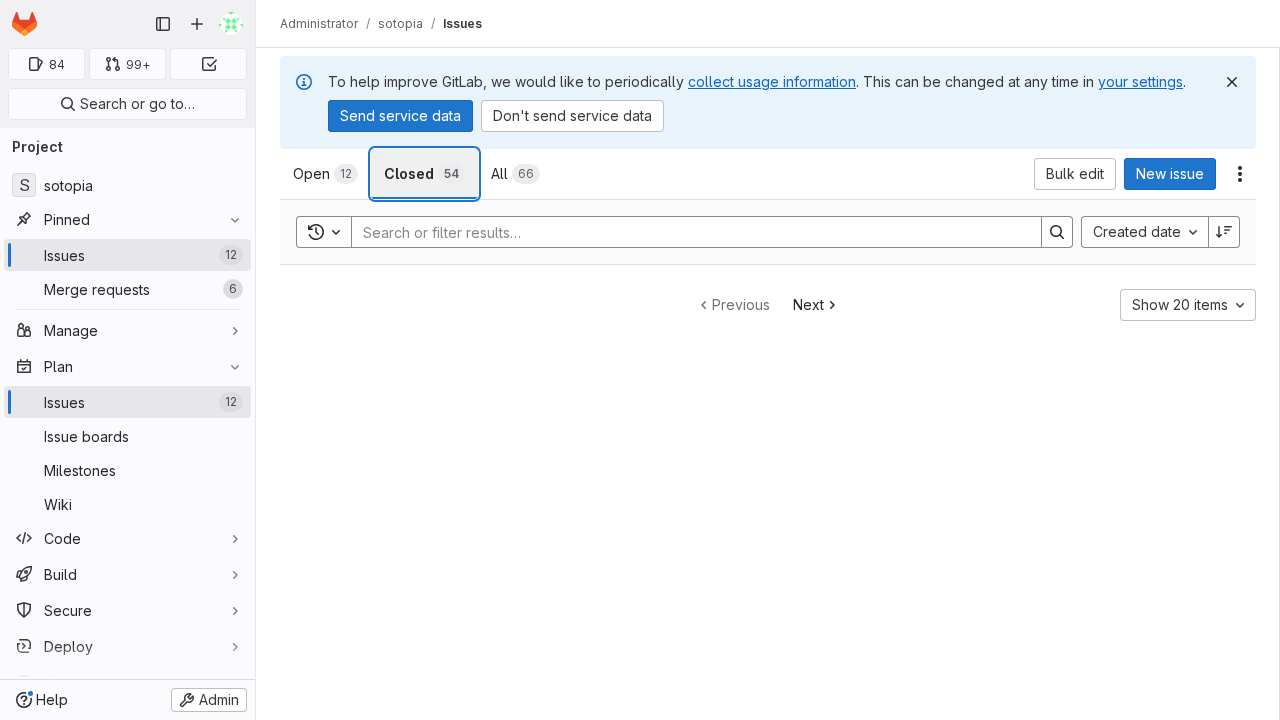 Administrator / sotopia / Issues
84
99+
Search or go to…
To help improve GitLab, we would like to periodically collect usage information. This can be changed at any time in your settings.
Send service data
Don't send service data
Project
S sotopia
Pinned
Issues 12
Merge requests 6
Manage
Plan
Issues 12
Issue boards
Milestones
Wiki
Code
Build
Secure
Deploy
Help
Admin
Open 12
Closed 54
All 66
Bulk edit
New issue
Search or filter results…
Created date
Previous
Next
Show 20 items